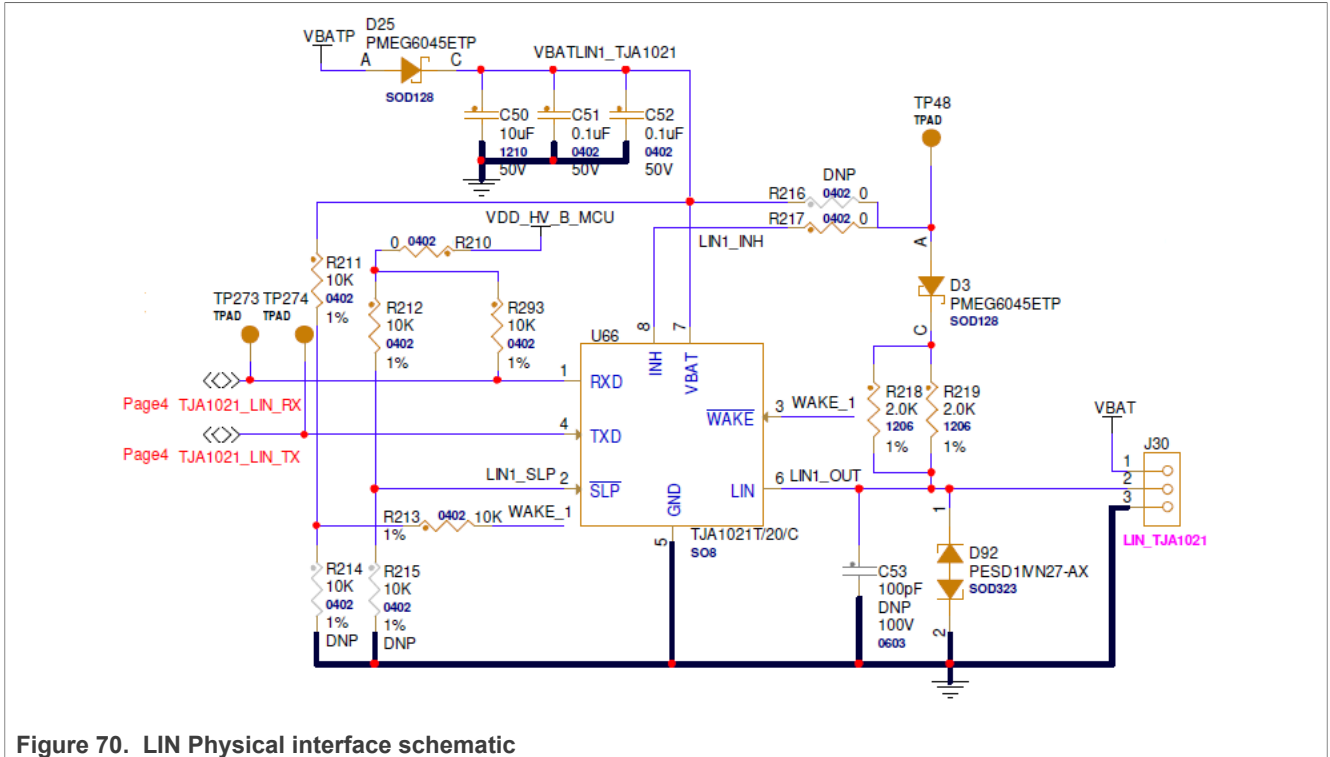 D25
VBATP
PMEG6045ETP
VBATLIN1_TJA1021
A
C
SOD128
C50
10uF
1210
50V
C51
0.1uF
0402
50V
C52
0.1uF
0402
50V
TP48
TPAD
DNP
R216 0402 0
R217 0402 0
LIN1_INH
VDD_HV_B_MCU
0 0402 R210
A
D3
PMEG6045ETP
SOD128
C
R211
10K
0402
1%
TP273 TP274
TPAD TPAD
R212
10K
0402
1%
R293
10K
0402
1%
U66
8
7
INH
VBAT
1 RXD
Page4 TJA1021_LIN_RX
4 TXD
Page4 TJA1021_LIN_TX
WAKE 3 WAKE_1
R218
2.0K
1206
1%
R219
2.0K
1206
1%
VBAT
J30
1
2
3
LIN_TJA1021
LIN1_SLP 2 SLP
LIN 6 LIN1_OUT
GND
5
R213 0402 10K WAKE_1
1%
TJA1021T/20/C
SO8
R214
10K
0402
1%
DNP
R215
10K
0402
1%
DNP
C53
100pF
DNP
100V
0603
1
D92
PESD1IVN27-AX
SOD323
2
Figure 70. LIN Physical interface schematic